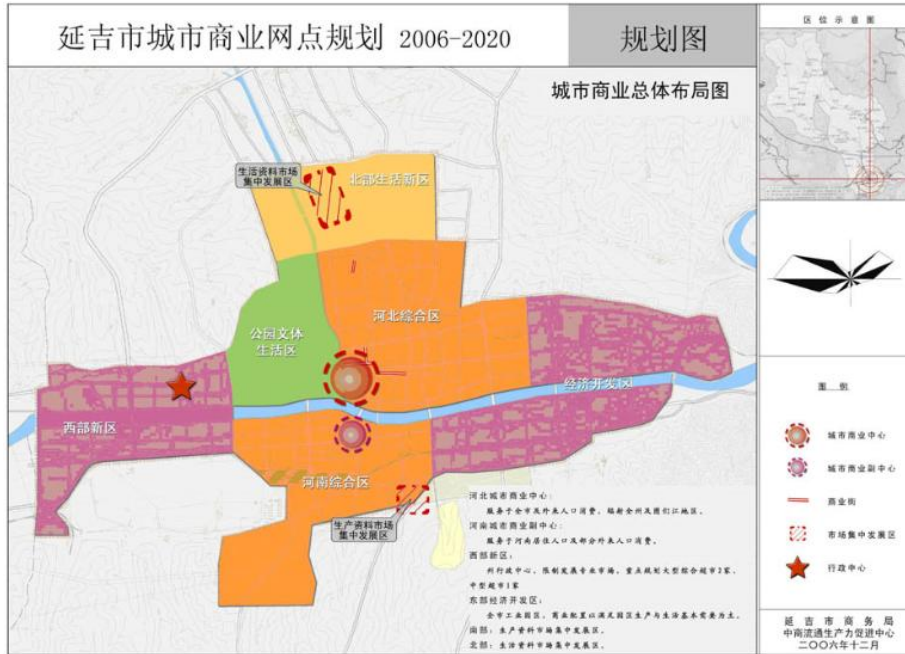 延吉市城市商业网点规划 2006-2020
规划图
城市商业总体布局图
生活资料市场
集中发展区
北部生活新区
公园文体
生活区
河北综合区
经济开发区
西部新区
河南综合区
生产资料市场
集中发展区
河北城市商业中心：
服务于全市及外来人口消费，辐射全州及图们江地区。
河南城市商业副中心：
服务于河南居住人口及部分外来人口消费。
西部新区：
州行政中心，限制发展专业市场，重点规划大型综合超市2家，
中型超市1家
东部经济开发区：
全市工业园区，商业配置以满足园区生产与生活基本需要为主。
南部：生产资料市场集中发展区。
北部：生活资料市场集中发展区。
区位示意图
图 例
城市商业中心
城市商业副中心
商业街
市场集中发展区
行政中心
延吉市商务局
中南流通生产力促进中心
二〇〇六年十二月